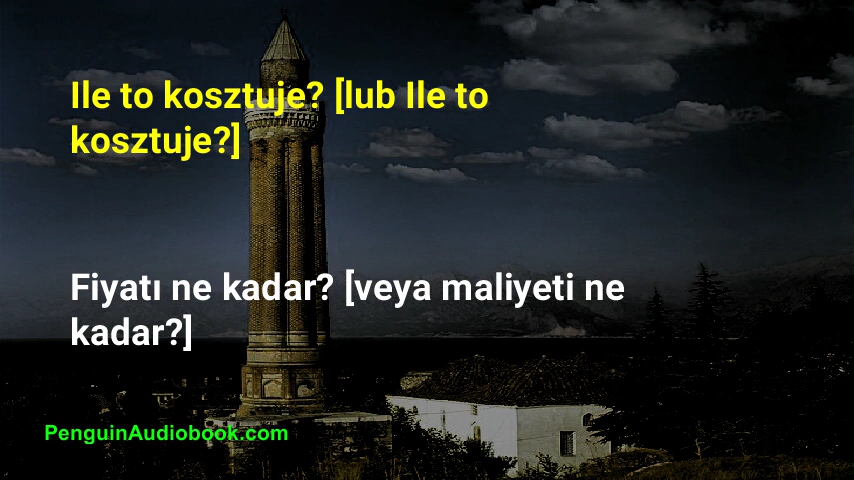 Ile to kosztuje? [lub Ile to
kosztuje?]
Fiyatı ne kadar? [veya maliyeti ne
kadar?]
PenguinAudiobook.com